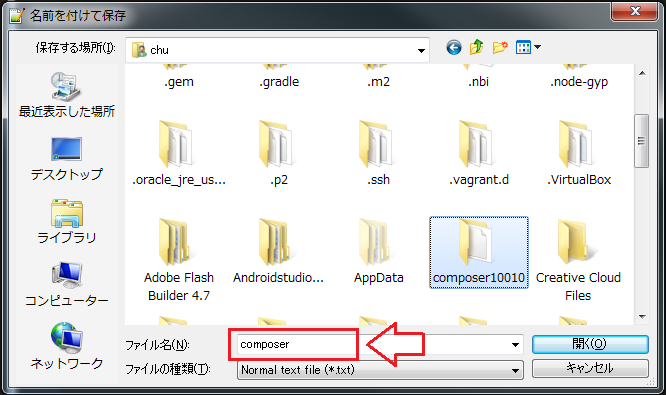 名前を付けて保存
保存する場所(I):
chu
.gem
.gradle
.m2
.nbi
.node-gyp
最近表示した場所
.oracle_jre_us...
.p2
.ssh
.vagrant.d
.VirtualBox
デスクトップ
ライブラリ
Adobe Flash
Builder 4.7
Androidstudio...
AppData
composer10010
Creative Cloud
Files
コンピューター
ネットワーク
ファイル名(N):
composer
開く(O)
ファイルの種類(T):
Normal text file (*.txt)
キャンセル